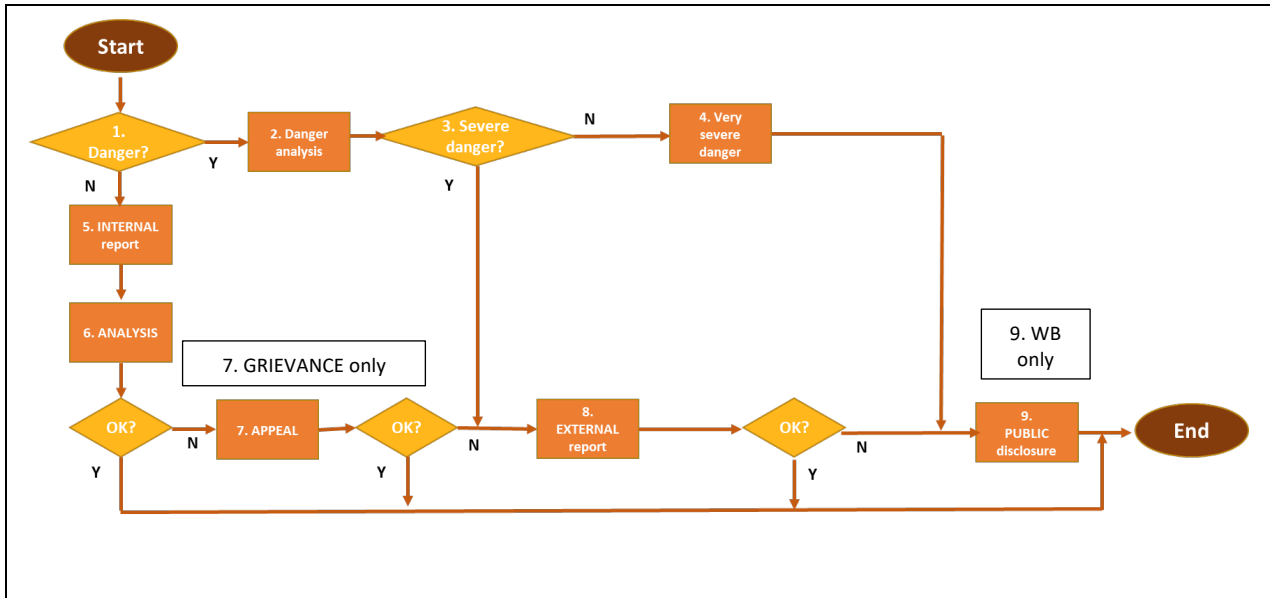 Start
1.
Danger?
Y
N
2. Danger
analysis
3. Severe
danger?
N
Y
4. Very
severe
danger
5. INTERNAL
report
6. ANALYSIS
7. GRIEVANCE only
9. WB
only
OK?
N
Y
7. APPEAL
OK?
N
Y
8.
EXTERNAL
report
OK?
N
Y
9.
PUBLIC
disclosure
End